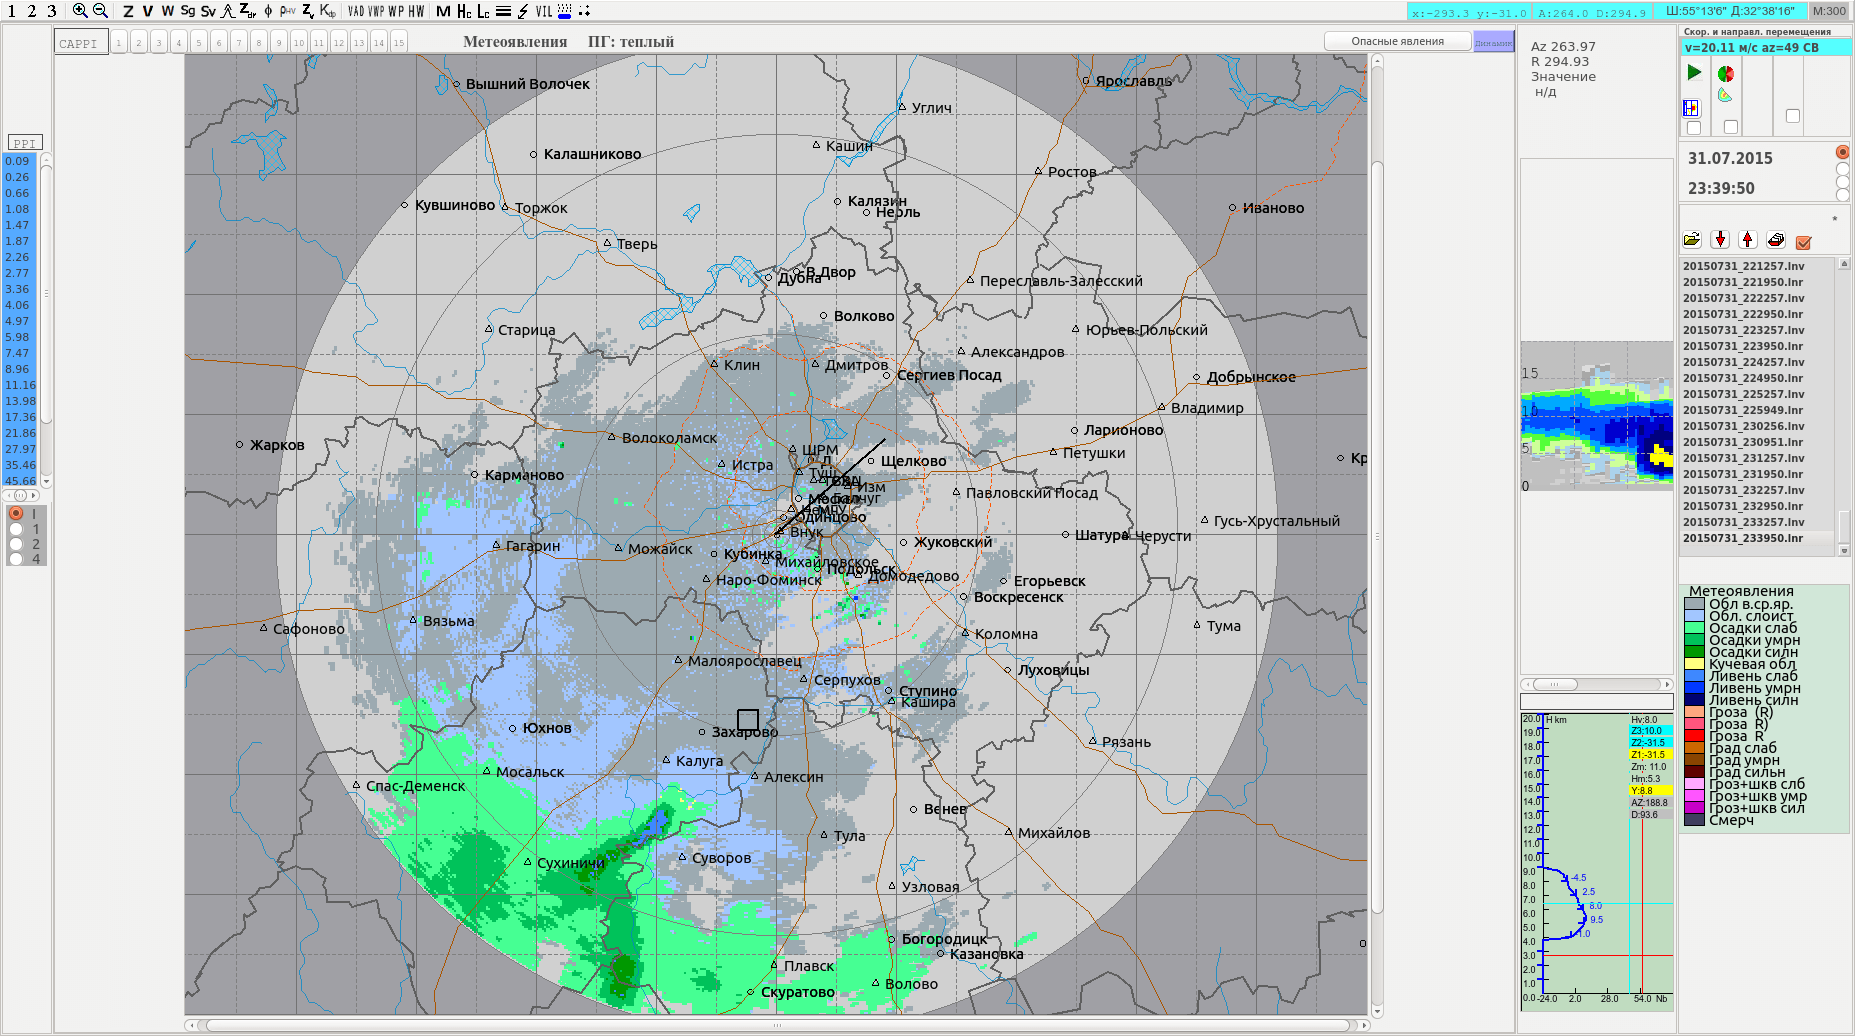 1 2 3 Z V W Sg Sv Zdr ϕ ρHV Zv Kdp VAD VWP WP HW M Hc Lc VIL
x:-293.3 y:-31.0 A:264.0 D:294.9 Ш:55°13'6" Д:32°38'16" M:300
CAPPI 1 2 3 4 5 6 7 8 9 10 11 12 13 14 15 Метеоявления ПГ: теплый Опасные явления Динамик
PPI
0.09
0.26
0.66
1.08
1.47
1.87
2.26
2.77
3.36
4.06
4.97
5.98
7.47
8.96
11.16
13.98
17.36
21.86
27.97
35.46
45.66
I
1
2
4
Вышний Волочек
Ярославль
Углич
Кашин
Калашниково
Ростов
Кувшиново
Торжок
Калязин
Нерль
Иваново
Тверь
В.Двор
Дубна
Переславль-Залесский
Волково
Старица
Юрьев-Польский
Александров
Клин
Дмитров
Сергиев Посад
Добрынское
Владимир
Волоколамск
Ларионово
Жарков
ШРМ
Петушки
Истра
Щелково
Кр
Карманово
Туш
Изм
Павловский Посад
Балчуг
Одинцово
Гусь-Хрустальный
Внук
Шатура
Черусти
Гагарин
Можайск
Кубинка
Жуковский
Михайловское
Подольск
Домодедово
Наро-Фоминск
Егорьевск
Воскресенск
Вязьма
Сафоново
Коломна
Тума
Малоярославец
Луховицы
Серпухов
Ступино
Кашира
Юхнов
Захарово
Рязань
Калуга
Мосальск
Алексин
Спас-Деменск
Венев
Тула
Михайлов
Сухиничи
Суворов
Узловая
Богородицк
Казановка
Плавск
Волово
Скуратово
Az 263.97
R 294.93
Значение
н/д
15
10
5
0
20.0 H km
19.0
18.0
17.0
16.0
15.0
14.0
13.0
12.0
11.0
10.0
9.0
8.0
7.0
6.0
5.0
4.0
3.0
2.0
1.0
0.0 -24.0 2.0 28.0 54.0 Nb
Hv:8.0
Z3:10.0
Z2:-31.5
Z1:-31.5
Zm: 11.0
Hm:5.3
Y:8.8
AZ:188.8
D:93.6
-4.5
2.5
8.0
9.5
-1.0
Скор. и направл. перемещения
v=20.11 м/с az=49 СВ
31.07.2015
23:39:50
*
20150731_221257.lnv
20150731_221950.lnr
20150731_222257.lnv
20150731_222950.lnr
20150731_223257.lnv
20150731_223950.lnr
20150731_224257.lnv
20150731_224950.lnr
20150731_225257.lnv
20150731_225949.lnr
20150731_230256.lnv
20150731_230951.lnr
20150731_231257.lnv
20150731_231950.lnr
20150731_232257.lnv
20150731_232950.lnr
20150731_233257.lnv
20150731_233950.lnr
Метеоявления
Обл в.ср.яр.
Обл. слоист
Осадки слаб
Осадки умрн
Осадки силн
Кучевая обл
Ливень слаб
Ливень умрн
Ливень силн
Гроза (R)
Гроза R)
Гроза R
Град слаб
Град умрн
Град сильн
Гроз+шкв слб
Гроз+шкв умр
Гроз+шкв сил
Смерч